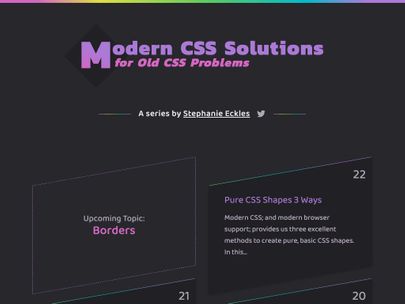 Modern CSS Solutions
for Old CSS Problems
A series by Stephanie Eckles
22
Pure CSS Shapes 3 Ways
Modern CSS; and modern browser
support; provides us three excellent
methods to create pure, basic CSS shapes.
In this...
Upcoming Topic:
Borders
21
20